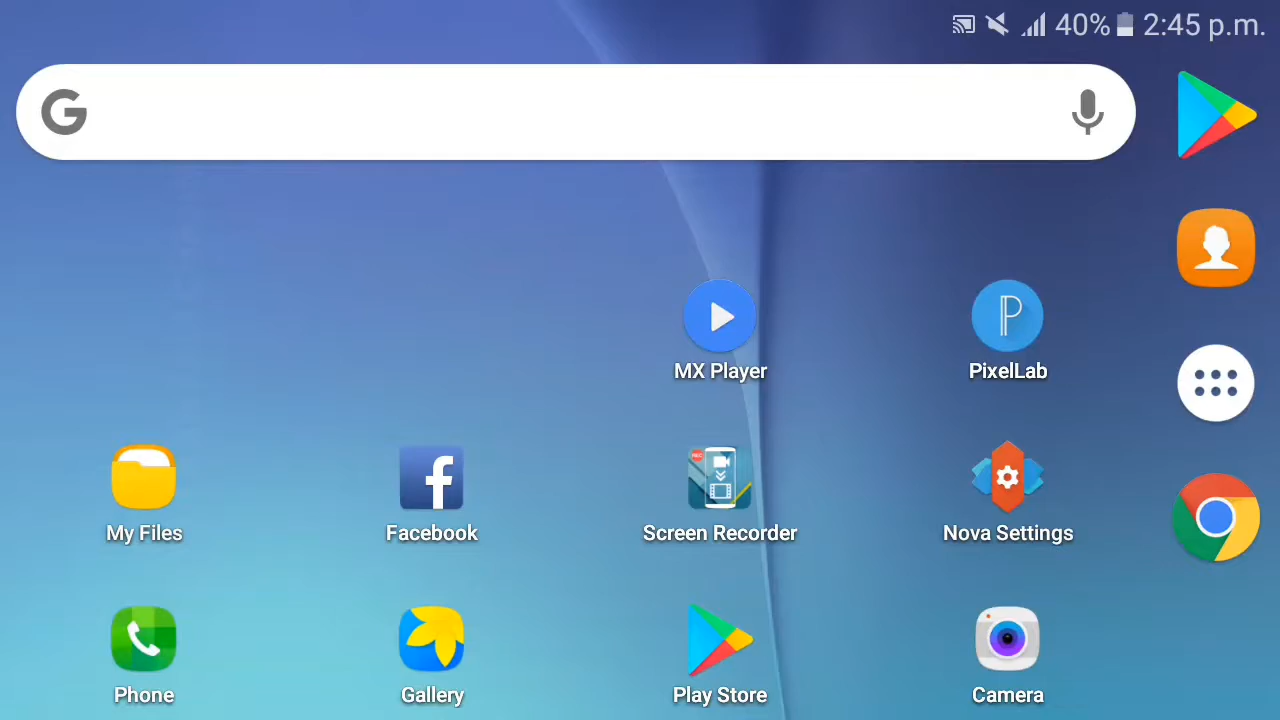 40% 2:45 p.m.
G
MX Player
PixelLab
My Files
Facebook
Screen Recorder
Nova Settings
Phone
Gallery
Play Store
Camera